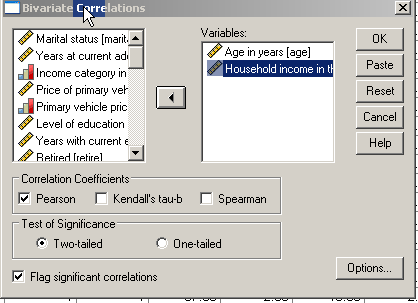 Bivariate Correlations
Variables:
Marital status [marita
Years at current add
Income category in
Price of primary veh
Primary vehicle pric
Level of education
Years with current e
Retired [retire]
Age in years [age]
Household income in th
OK
Paste
Reset
Cancel
Help
Correlation Coefficients
Pearson Kendall's tau-b Spearman
Test of Significance
Two-tailed One-tailed
Flag significant correlations
Options...